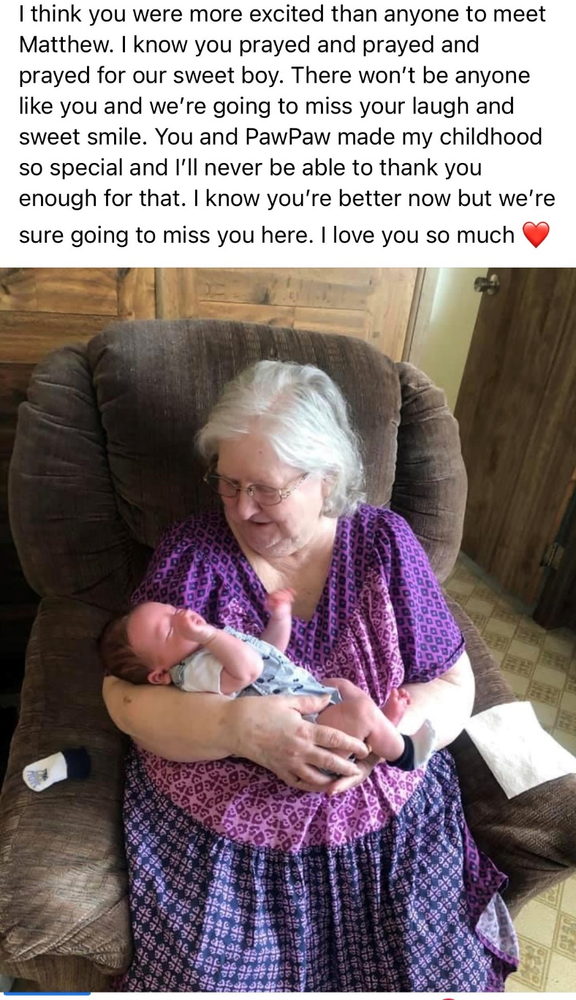 I think you were more excited than anyone to meet
Matthew. I know you prayed and prayed and
prayed for our sweet boy. There won’t be anyone
like you and we’re going to miss your laugh and
sweet smile. You and PawPaw made my childhood
so special and I’ll never be able to thank you
enough for that. I know you’re better now but we’re
sure going to miss you here. I love you so much ❤️